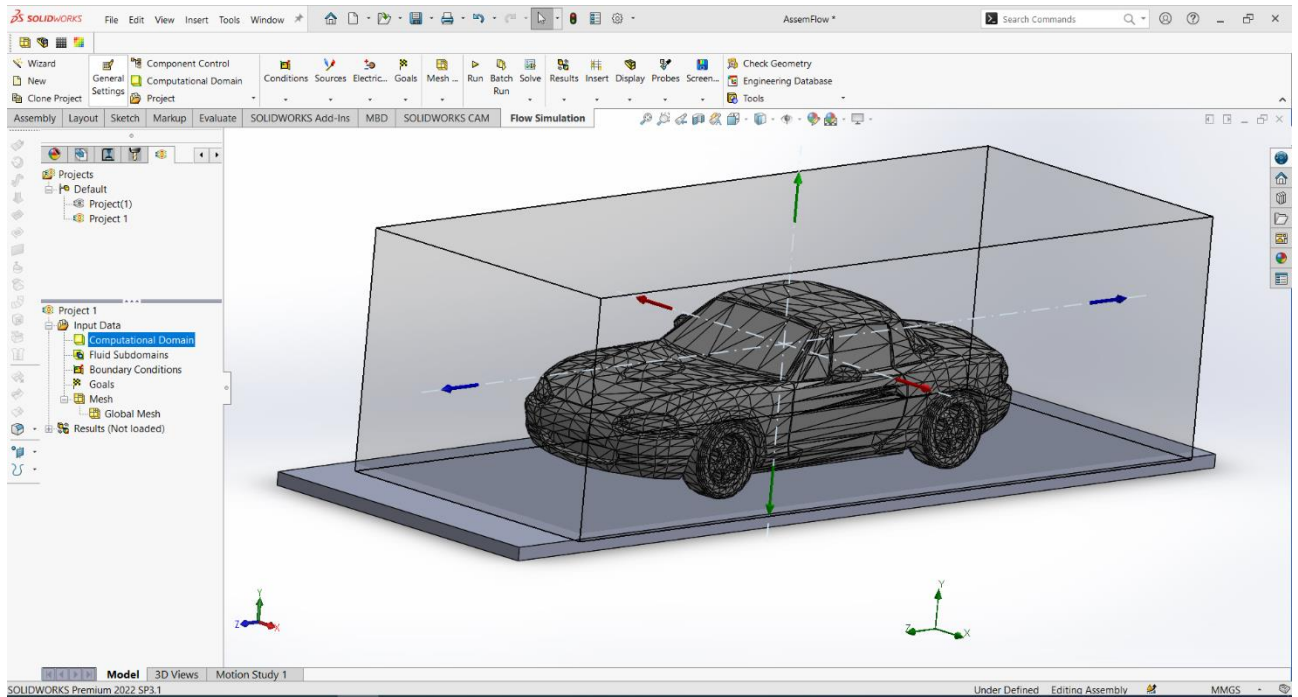 SOLIDWORKS File Edit View Insert Tools Window AssemFlow * Search Commands
Wizard Component Control Check Geometry
New General Settings Computational Domain Conditions Sources Electric... Goals Mesh ... Run Batch Run Solve Results Insert Display Probes Screen... Engineering Database
Clone Project Project Tools
Assembly Layout Sketch Markup Evaluate SOLIDWORKS Add-Ins MBD SOLIDWORKS CAM Flow Simulation
Projects
Default
Project(1)
Project 1
Project 1
Input Data
Computational Domain
Fluid Subdomains
Boundary Conditions
Goals
Mesh
Global Mesh
Results (Not loaded)
Y
Z X
Y
Z X
Model 3D Views Motion Study 1
SOLIDWORKS Premium 2022 SP3.1 Under Defined Editing Assembly MMGS